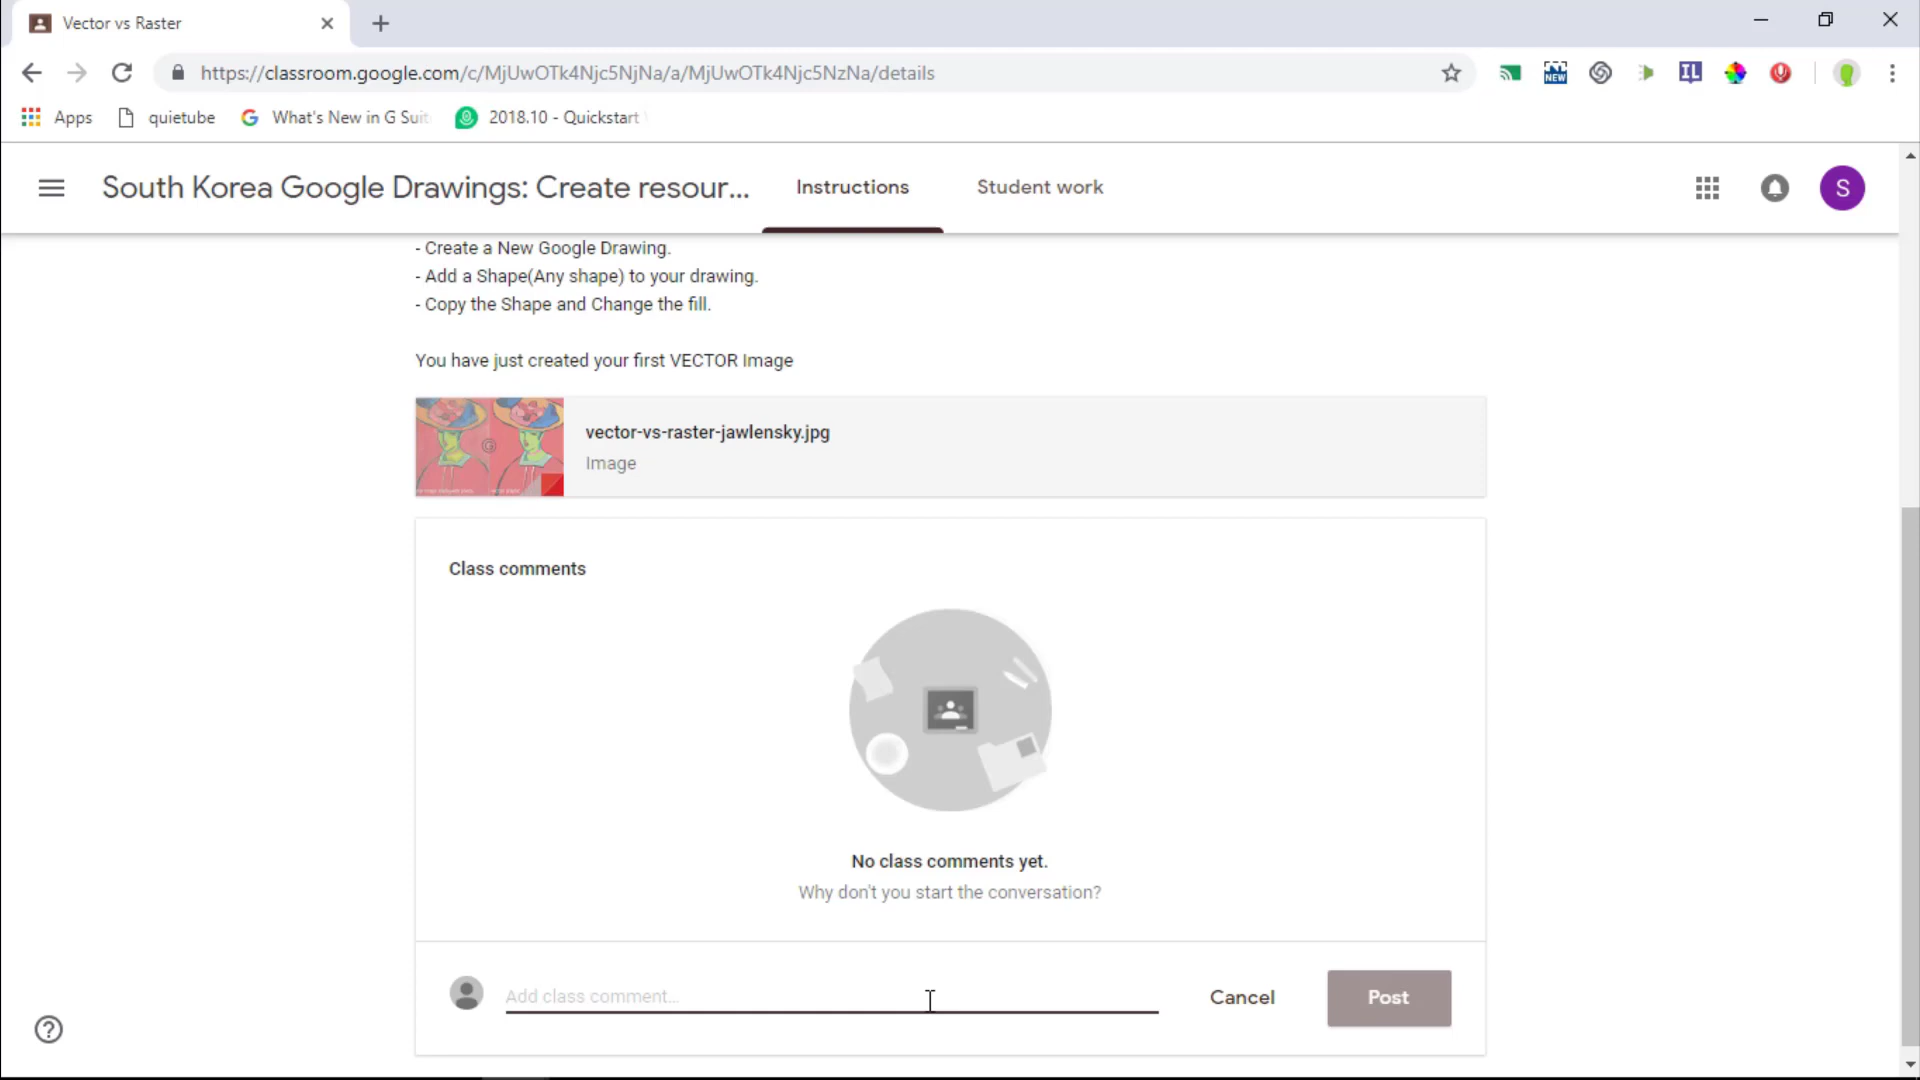 Vector vs Raster
https://classroom.google.com/c/MjUwOTk4Njc5NjNa/a/MjUwOTk4Njc5NzNa/details
NEW
IL
Apps
quietube
What's New in G Suit
2018.10 - Quickstart
South Korea Google Drawings: Create resour...
Instructions
Student work
S
- Create a New Google Drawing.
- Add a Shape(Any shape) to your drawing.
- Copy the Shape and Change the fill.
You have just created your first VECTOR Image
vector-vs-raster-jawlensky.jpg
Image
Class comments
No class comments yet.
Why don't you start the conversation?
Add class comment...
Cancel
Post